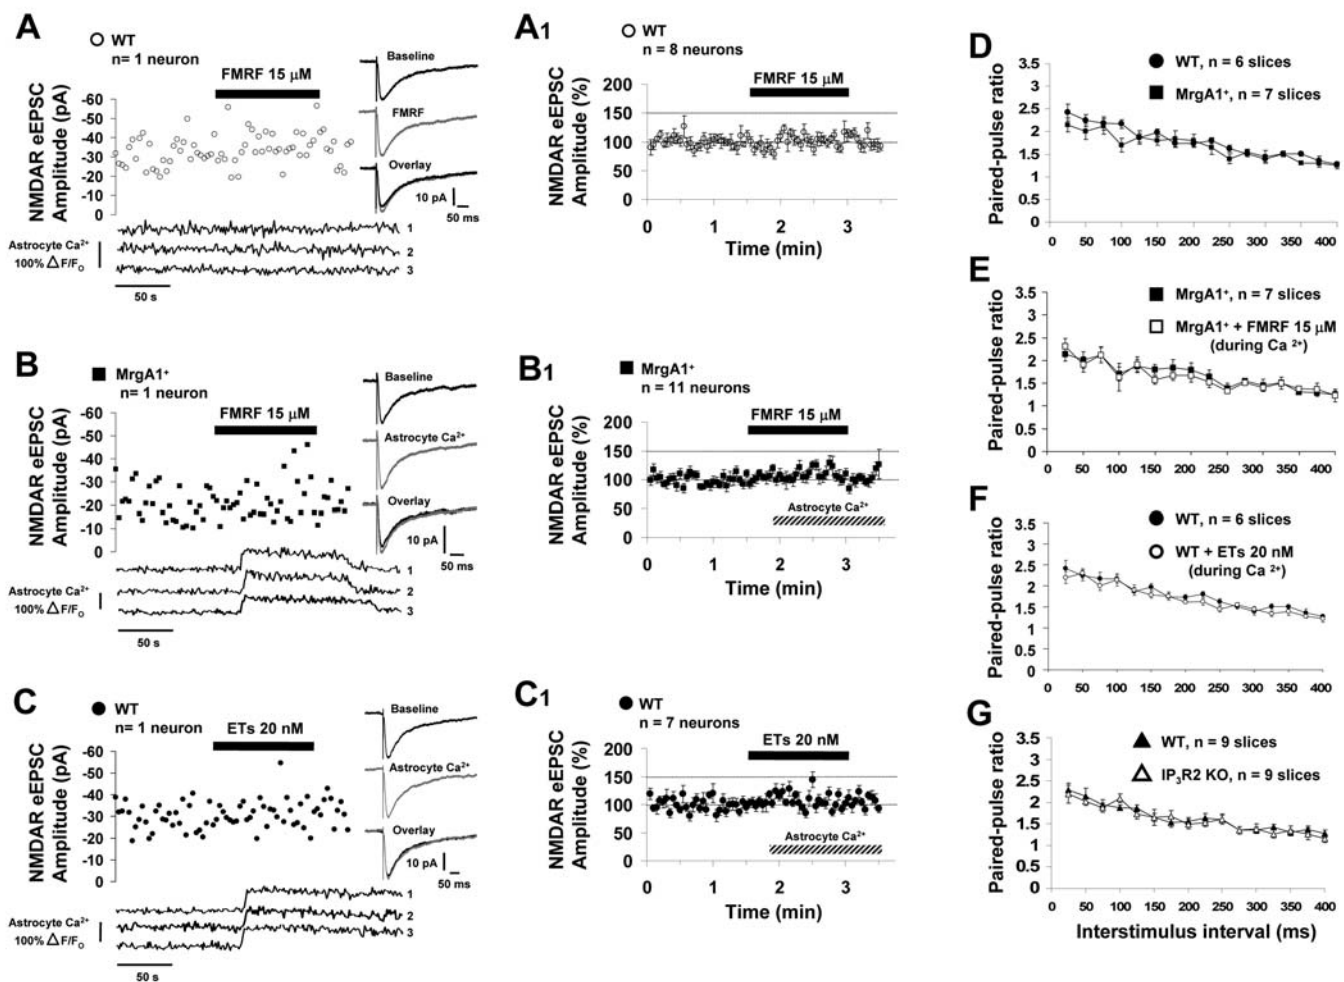 A
WT
n= 1 neuron
FMRF 15 μM
NMDAR eEPSC
Amplitude (pA)
-60
-50
-40
-30
-20
-10
0
Baseline
FMRF
Overlay
10 pA
50 ms
Astrocyte Ca²⁺
100% △F/F₀
1
2
3
50 s
A1
WT
n = 8 neurons
FMRF 15 μM
NMDAR eEPSC
Amplitude (%)
200
150
100
50
0
0 1 2 3
Time (min)
B
MrgA1⁺
n = 1 neuron
FMRF 15 μM
NMDAR eEPSC
Amplitude (pA)
-60
-50
-40
-30
-20
-10
0
Baseline
Astrocyte Ca²⁺
Overlay
10 pA
50 ms
Astrocyte Ca²⁺
100% △F/F₀
1
2
3
50 s
B1
MrgA1⁺
n = 11 neurons
FMRF 15 μM
NMDAR eEPSC
Amplitude (%)
200
150
100
50
0
Astrocyte Ca²⁺
0 1 2 3
Time (min)
C
WT
n= 1 neuron
ETs 20 nM
NMDAR eEPSC
Amplitude (pA)
-60
-50
-40
-30
-20
-10
0
Baseline
Astrocyte Ca²⁺
Overlay
10 pA
50 ms
Astrocyte Ca²⁺
100% △F/F₀
1
2
3
50 s
C1
WT
n = 7 neurons
ETs 20 nM
NMDAR eEPSC
Amplitude (%)
200
150
100
50
0
Astrocyte Ca²⁺
0 1 2 3
Time (min)
D
WT, n = 6 slices
MrgA1⁺, n = 7 slices
Paired-pulse ratio
3.5
3
2.5
2
1.5
1
0.5
0 50 100 150 200 250 300 350 400
E
MrgA1⁺, n = 7 slices
MrgA1⁺ + FMRF 15 μM
(during Ca ²⁺)
Paired-pulse ratio
3.5
3
2.5
2
1.5
1
0.5
0 50 100 150 200 250 300 350 400
F
WT, n = 6 slices
WT + ETs 20 nM
(during Ca ²⁺)
Paired-pulse ratio
3.5
3
2.5
2
1.5
1
0.5
0 50 100 150 200 250 300 350 400
G
WT, n = 9 slices
IP₃R2 KO, n = 9 slices
Paired-pulse ratio
3.5
3
2.5
2
1.5
1
0.5
0 50 100 150 200 250 300 350 400
Interstimulus interval (ms)